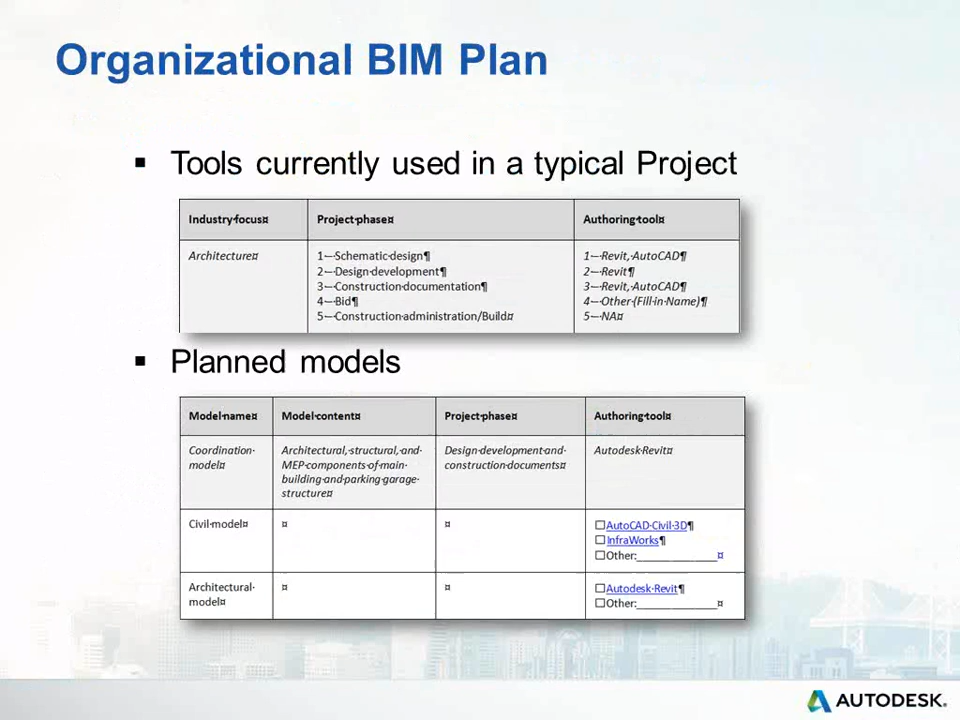 Organizational BIM Plan
▪ Tools currently used in a typical Project
Industry·focus¤ Project·phase¤ Authoring·tool¤
Architecture¤ 1–·Schematic·design¶ 1–·Revit,·AutoCAD¶
2–·Design·development¶ 2–·Revit¶
3–·Construction·documentation¶ 3–·Revit,·AutoCAD¶
4–·Bid¶ 4–·Other·(Fill·in·Name)¶
5–·Construction·administration/Build¤ 5–·NA¤
▪ Planned models
Model·name¤ Model·content¤ Project·phase¤ Authoring·tool¤
Coordination· Architectural,·structural,·and· Design·development·and· Autodesk·Revit¤
model¤ MEP·components·of·main· construction·documents¤
building·and·parking·garage·
structure¤
Civil·model¤ ¤ ¤ ☐AutoCAD·Civil·3D¶
☐InfraWorks¶
☐Other:______________¤
Architectural· ¤ ¤ ☐Autodesk·Revit¶
model¤ ☐Other:______________¤
AUTODESK.